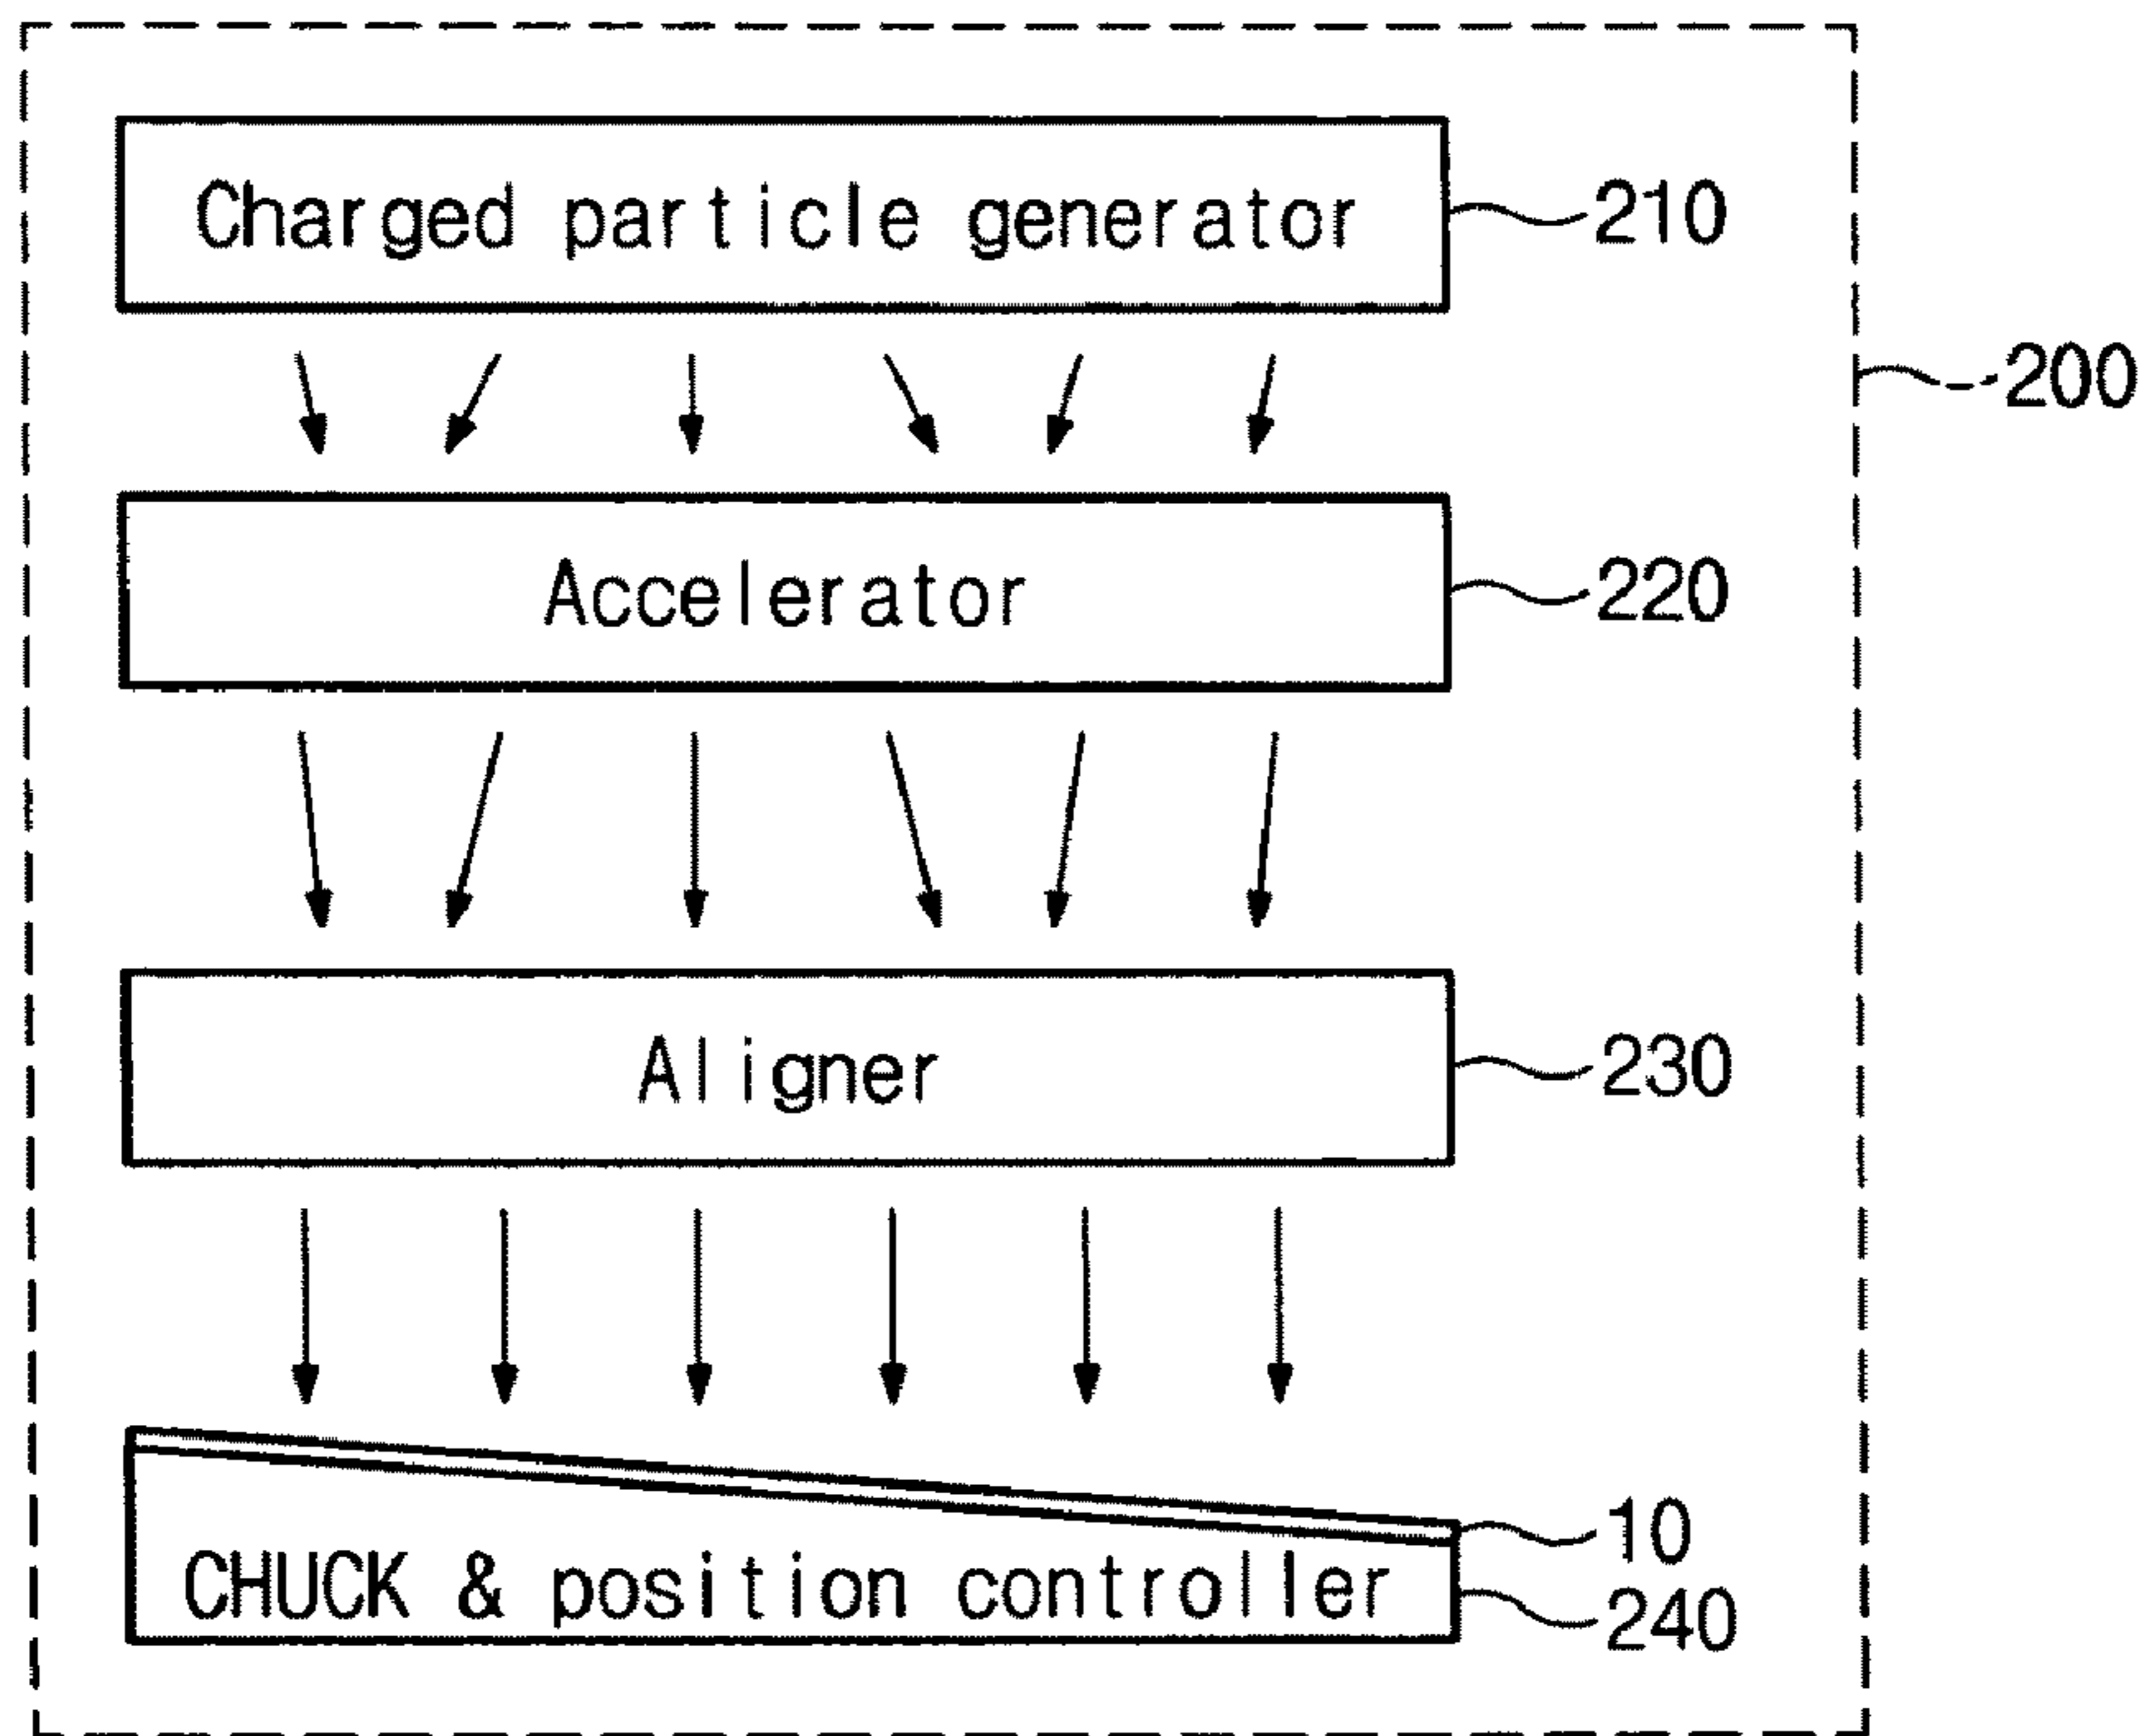 Charged particle generator 210
200
Accelerator 220
Aligner 230
10
CHUCK & position controller 240